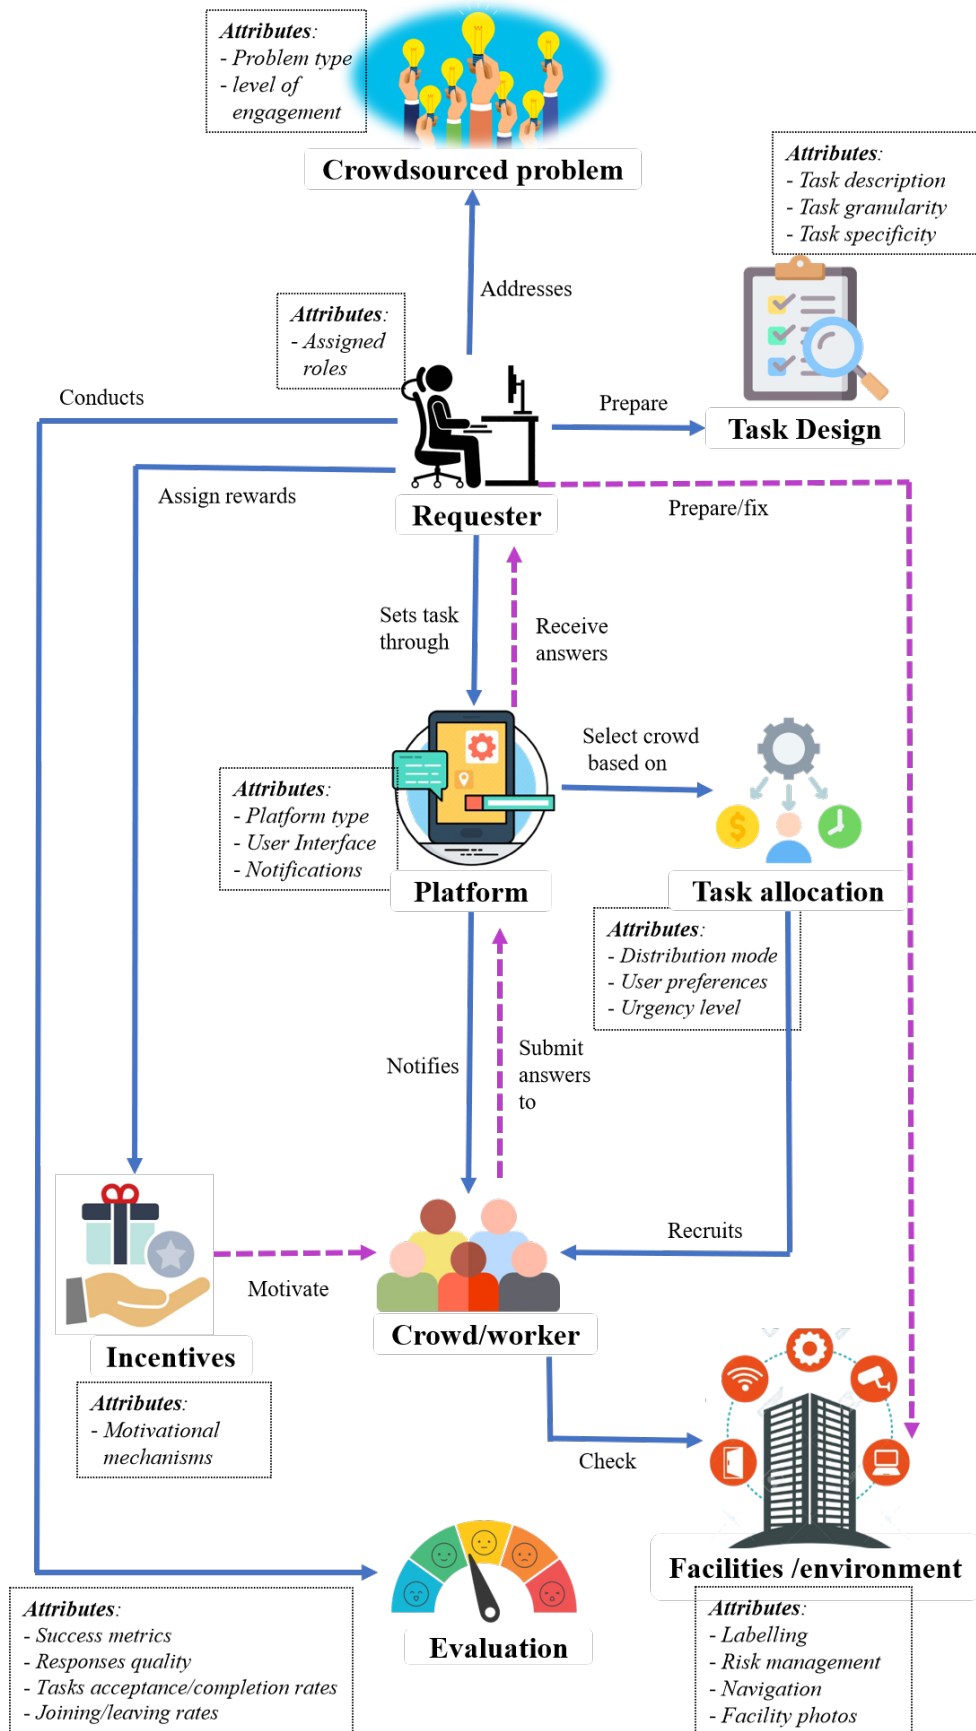 Attributes:
- Problem type
- level of
engagement
Crowdsourced problem
Attributes:
- Task description
- Task granularity
- Task specificity
Addresses
Attributes:
- Assigned
roles
Conducts
Prepare
Task Design
Assign rewards
Requester
Prepare/fix
Sets task
through
Receive
answers
Select crowd
based on
Attributes:
- Platform type
- User Interface
- Notifications
Platform
Task allocation
Attributes:
- Distribution mode
- User preferences
- Urgency level
Notifies
Submit
answers
to
Recruits
Motivate
Crowd/worker
Incentives
Attributes:
- Motivational
mechanisms
Check
Facilities /environment
Attributes:
- Labelling
- Risk management
- Navigation
- Facility photos
Evaluation
Attributes:
- Success metrics
- Responses quality
- Tasks acceptance/completion rates
- Joining/leaving rates